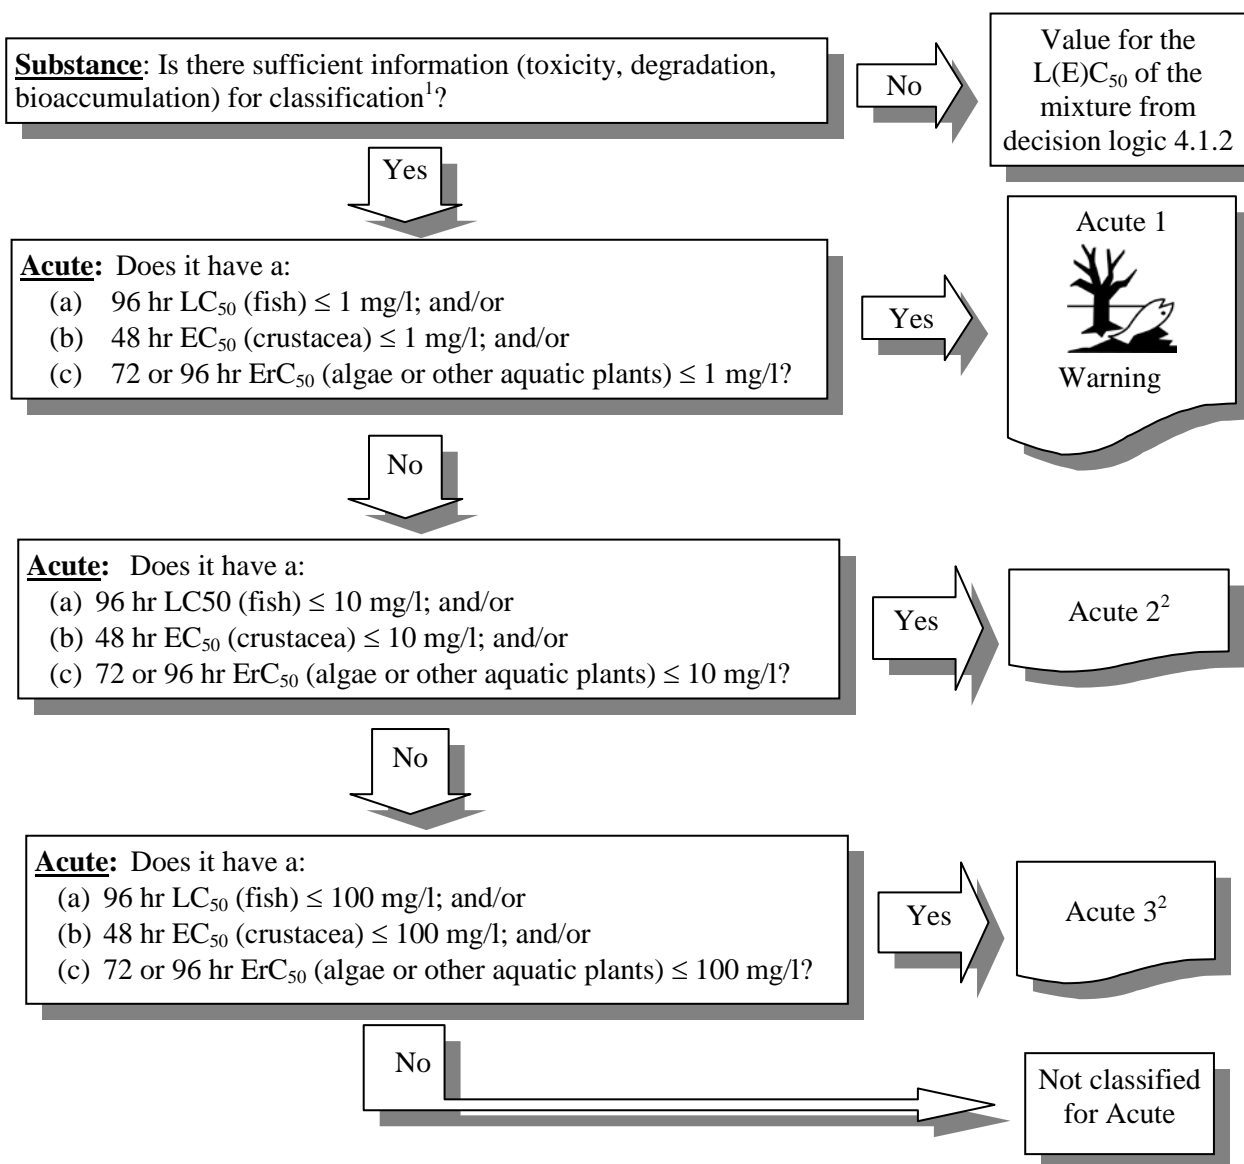 Substance: Is there sufficient information (toxicity, degradation,
bioaccumulation) for classification¹?
No
Value for the
L(E)C₅₀ of the
mixture from
decision logic 4.1.2
Yes
Acute: Does it have a:
(a) 96 hr LC₅₀ (fish) ≤ 1 mg/l; and/or
(b) 48 hr EC₅₀ (crustacea) ≤ 1 mg/l; and/or
(c) 72 or 96 hr ErC₅₀ (algae or other aquatic plants) ≤ 1 mg/l?
Yes
Acute 1
Warning
No
Acute: Does it have a:
(a) 96 hr LC50 (fish) ≤ 10 mg/l; and/or
(b) 48 hr EC₅₀ (crustacea) ≤ 10 mg/l; and/or
(c) 72 or 96 hr ErC₅₀ (algae or other aquatic plants) ≤ 10 mg/l?
Yes
Acute 2²
No
Acute: Does it have a:
(a) 96 hr LC₅₀ (fish) ≤ 100 mg/l; and/or
(b) 48 hr EC₅₀ (crustacea) ≤ 100 mg/l; and/or
(c) 72 or 96 hr ErC₅₀ (algae or other aquatic plants) ≤ 100 mg/l?
Yes
Acute 3²
No
Not classified
for Acute